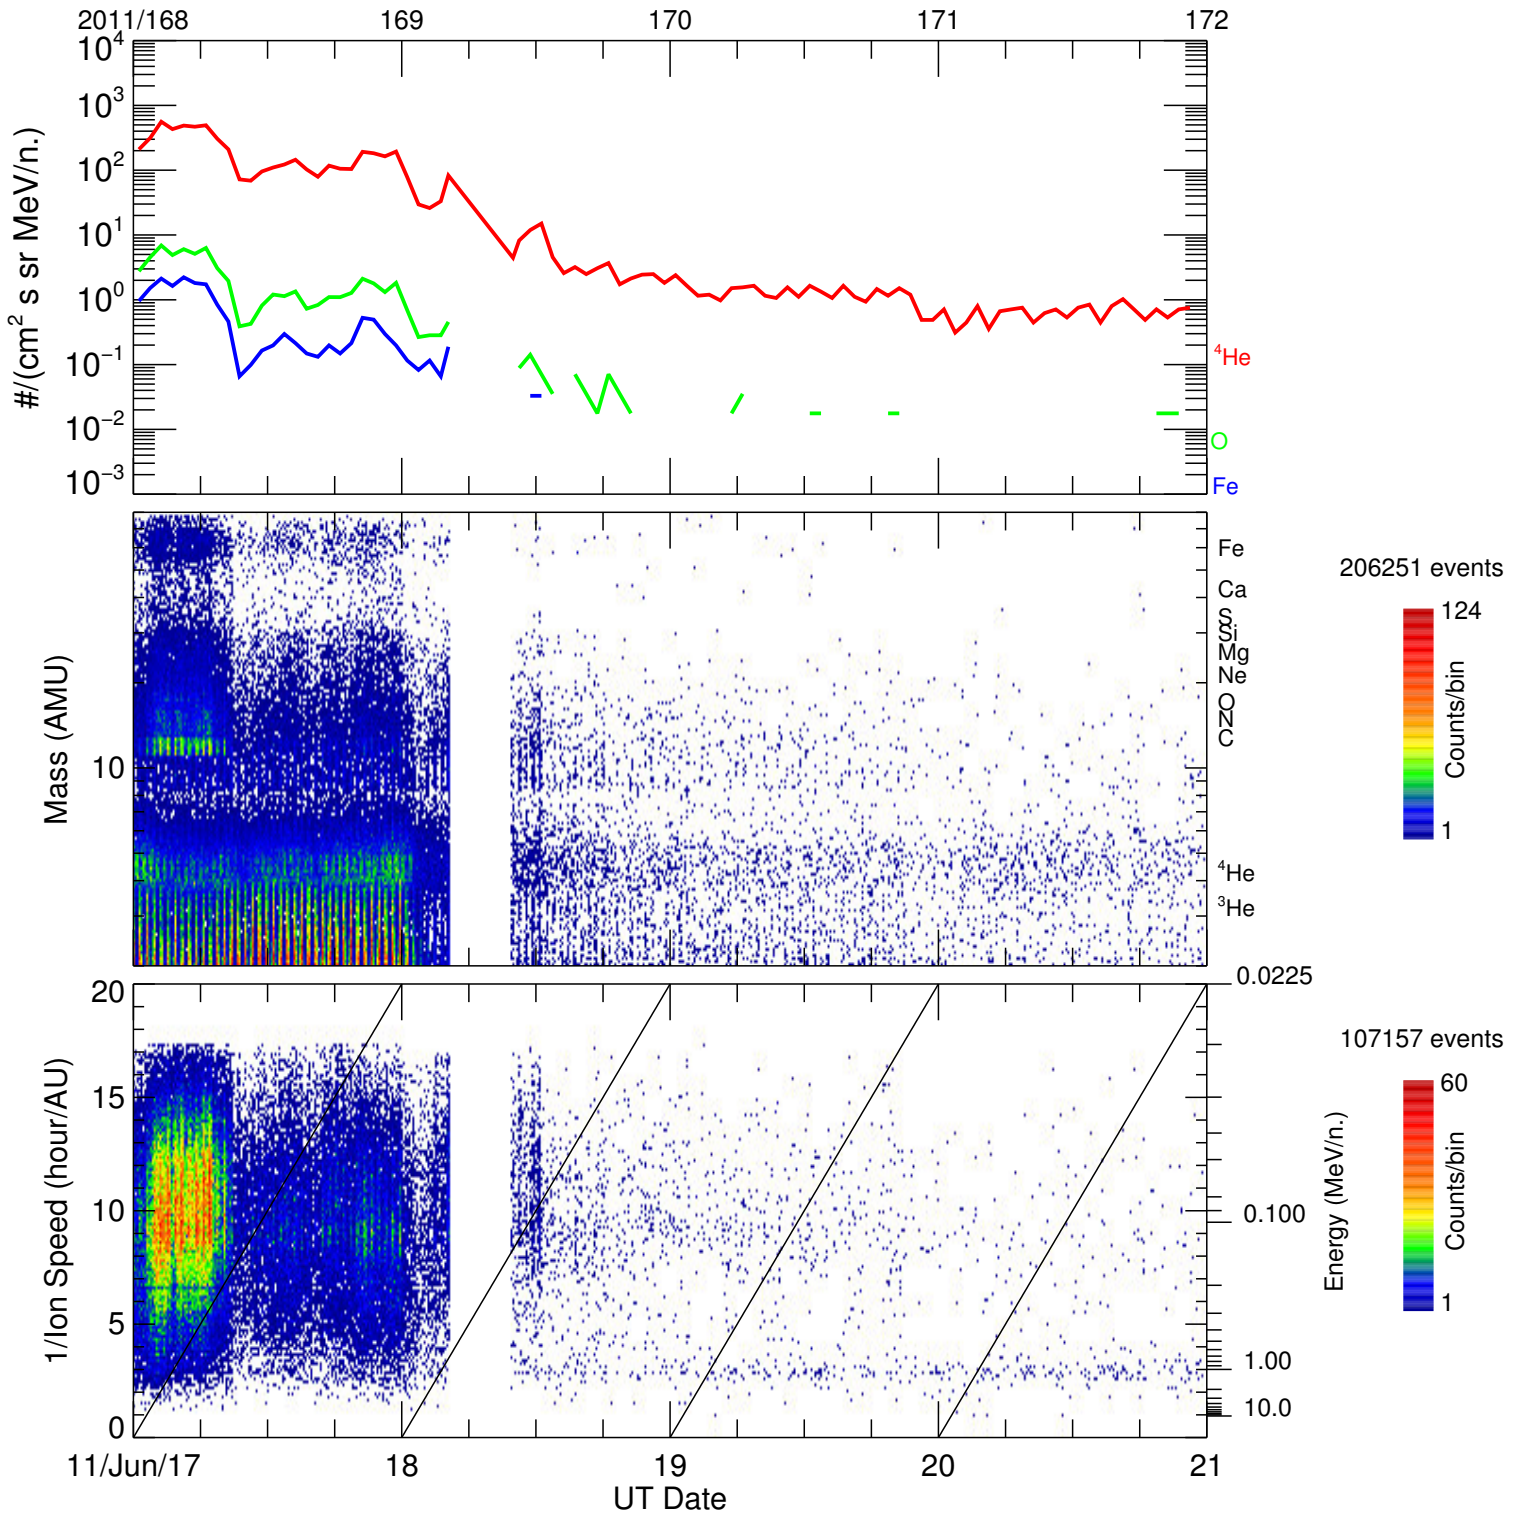 2011/168 169 170 171 172
10^4
10^3
10^2
10^1
10^0
10^−1
10^−2
10^−3
#/(cm^2 s sr MeV/n.)
^4He
O
Fe
Mass (AMU)
10
Fe
Ca
S
Si
Mg
Ne
O
N
C
^4He
^3He
206251 events
124
Counts/bin
1
1/Ion Speed (hour/AU)
20
15
10
5
0
0.0225
0.100
1.00
10.0
Energy (MeV/n.)
107157 events
60
Counts/bin
1
11/Jun/17 18 19 20 21
UT Date